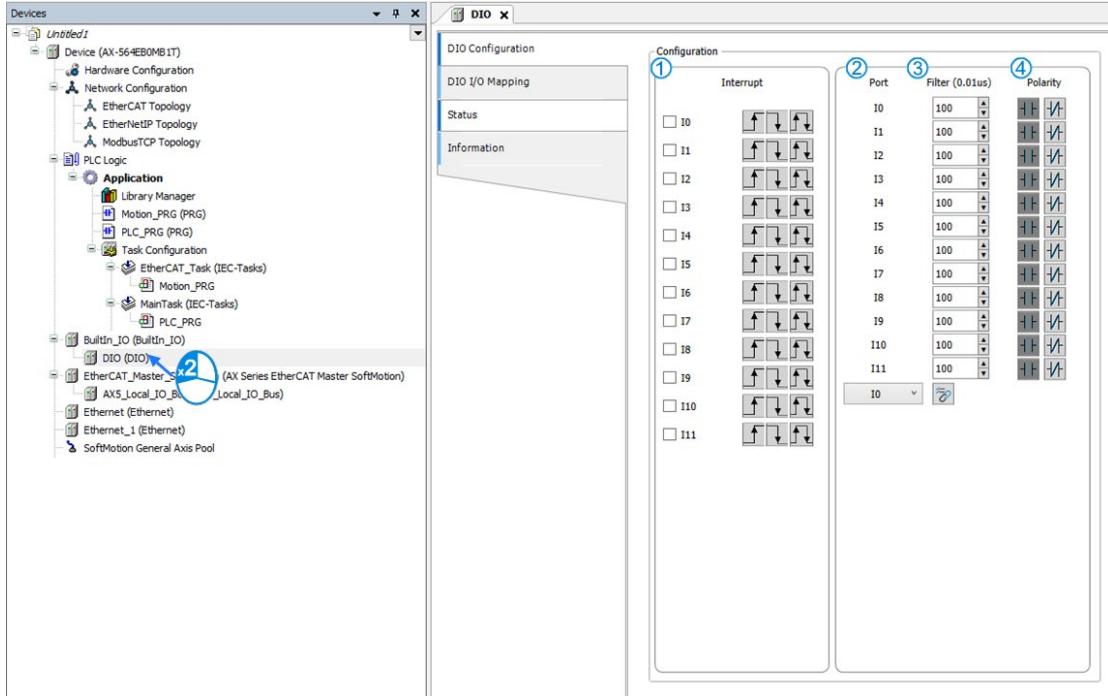 Devices
Untitled1
Device (AX-564EB0MB1T)
Hardware Configuration
Network Configuration
EtherCAT Topology
EtherNetIP Topology
ModbusTCP Topology
PLC Logic
Application
Library Manager
Motion_PRG (PRG)
PLC_PRG (PRG)
Task Configuration
EtherCAT_Task (IEC-Tasks)
Motion_PRG
MainTask (IEC-Tasks)
PLC_PRG
BuiltIn_IO (BuiltIn_IO)
DIO (DIO)
x2
EtherCAT_Master_S (AX Series EtherCAT Master SoftMotion)
AX5_Local_IO_B _Local_IO_Bus)
Ethernet (Ethernet)
Ethernet_1 (Ethernet)
SoftMotion General Axis Pool
DIO
DIO Configuration
DIO I/O Mapping
Status
Information
Configuration
1
Interrupt
I0
I1
I2
I3
I4
I5
I6
I7
I8
I9
I10
I11
2 3 4
Port Filter (0.01us) Polarity
I0 100
I1 100
I2 100
I3 100
I4 100
I5 100
I6 100
I7 100
I8 100
I9 100
I10 100
I11 100
I0